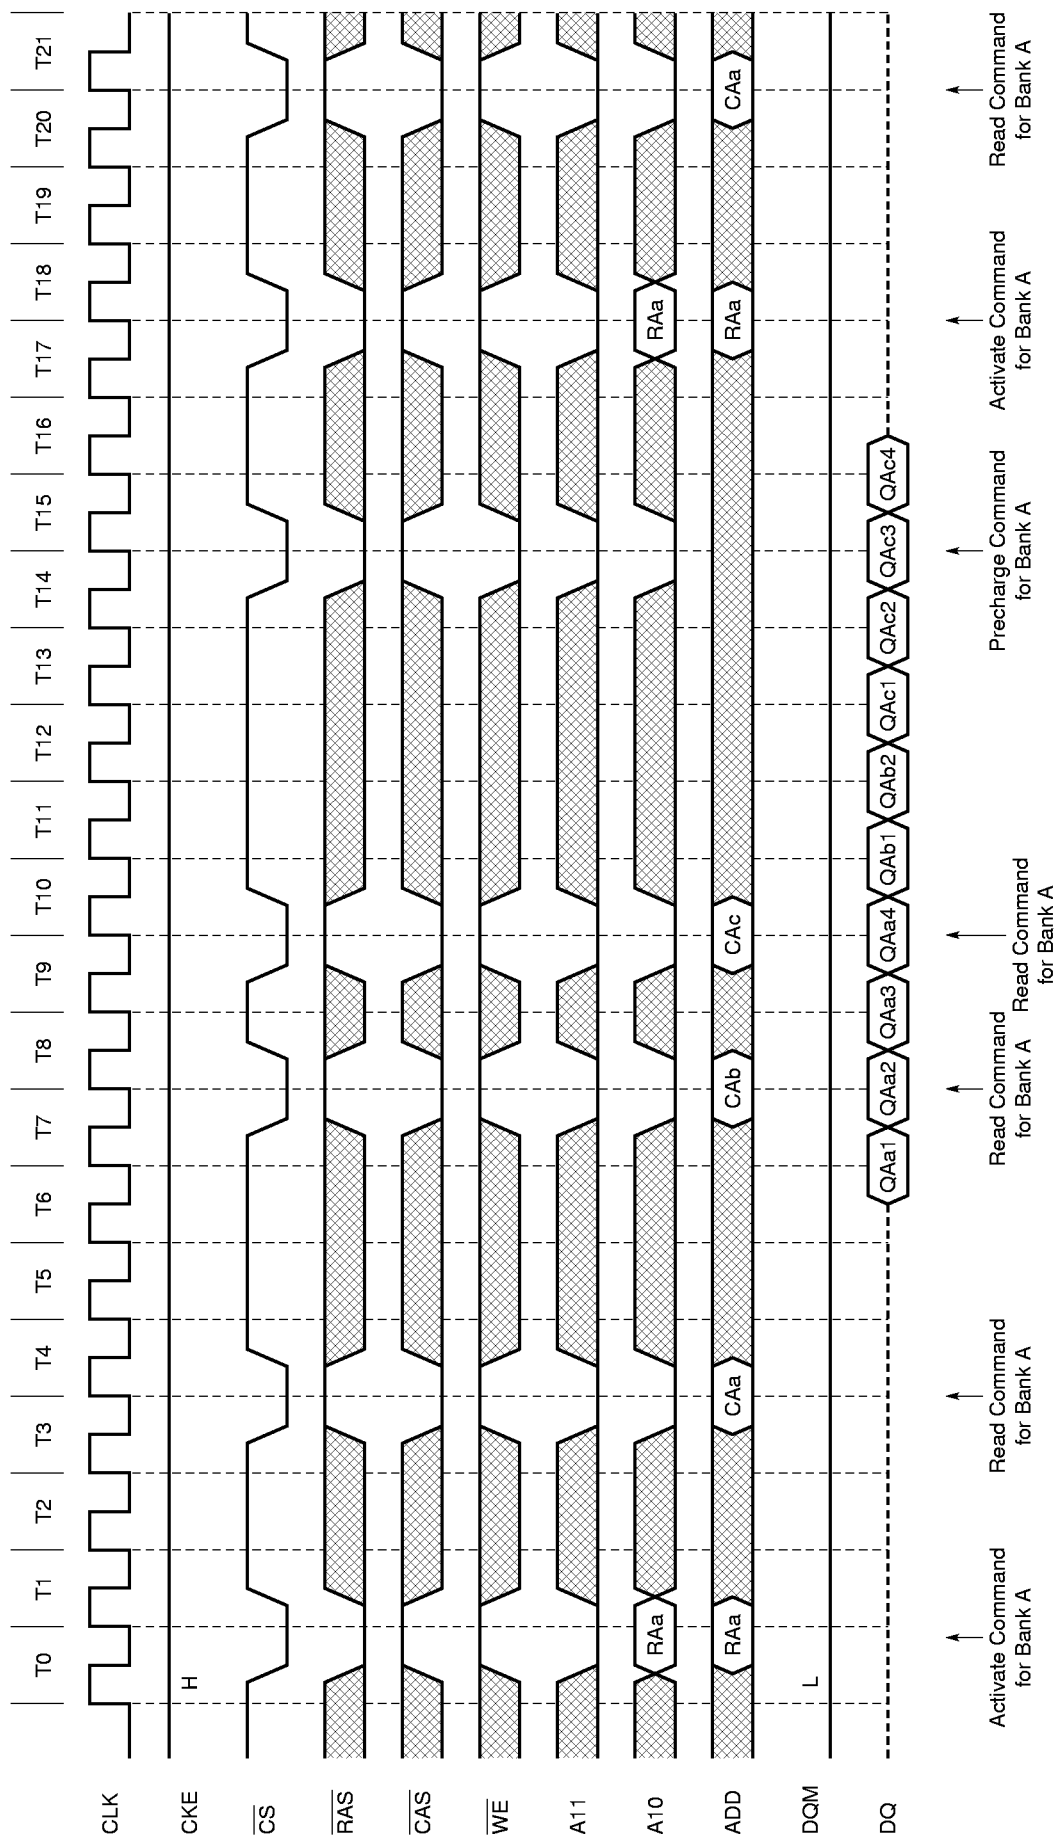 T0 T1 T2 T3 T4 T5 T6 T7 T8 T9 T10 T11 T12 T13 T14 T15 T16 T17 T18 T19 T20 T21
CLK
CKE H
CS
RAS
CAS
WE
A11
A10 RAa RAa
ADD RAa CAa CAb CAc RAa CAa
DQM L
DQ QAa1 QAa2 QAa3 QAa4 QAb1 QAb2 QAc1 QAc2 QAc3 QAc4
Activate Command
for Bank A
Read Command
for Bank A
Read Command
for Bank A
Read Command
for Bank A
Precharge Command
for Bank A
Activate Command
for Bank A
Read Command
for Bank A